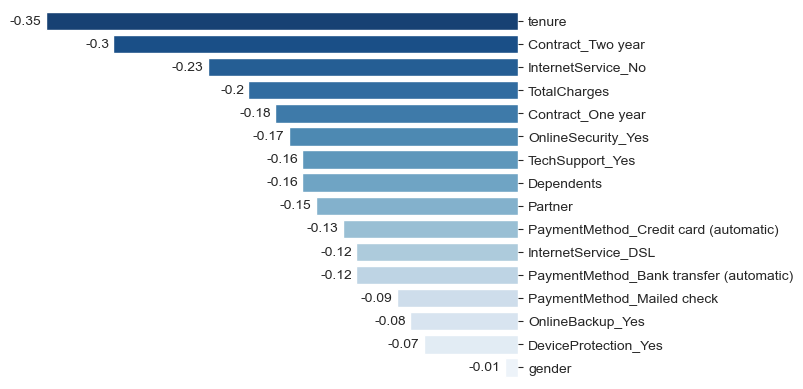 -0.35 tenure
-0.3 Contract_Two year
-0.23 InternetService_No
-0.2 TotalCharges
-0.18 Contract_One year
-0.17 OnlineSecurity_Yes
-0.16 TechSupport_Yes
-0.16 Dependents
-0.15 Partner
-0.13 PaymentMethod_Credit card (automatic)
-0.12 InternetService_DSL
-0.12 PaymentMethod_Bank transfer (automatic)
-0.09 PaymentMethod_Mailed check
-0.08 OnlineBackup_Yes
-0.07 DeviceProtection_Yes
-0.01 gender